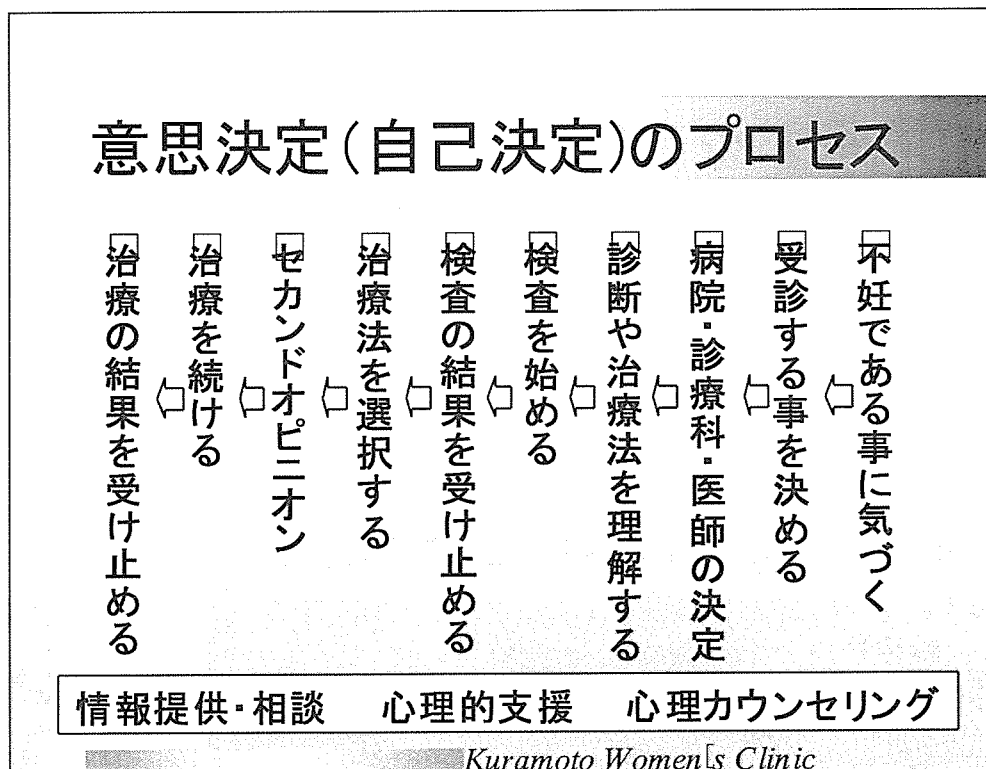 意思決定(自己決定)のプロセス
不妊である事に気づく
受診する事を決める
病院・診療科・医師の決定
診断や治療法を理解する
検査を始める
検査の結果を受け止める
治療法を選択する
セカンドオピニオン
治療を続ける
治療の結果を受け止める
情報提供・相談 心理的支援 心理カウンセリング
Kuramoto Women[s Clinic